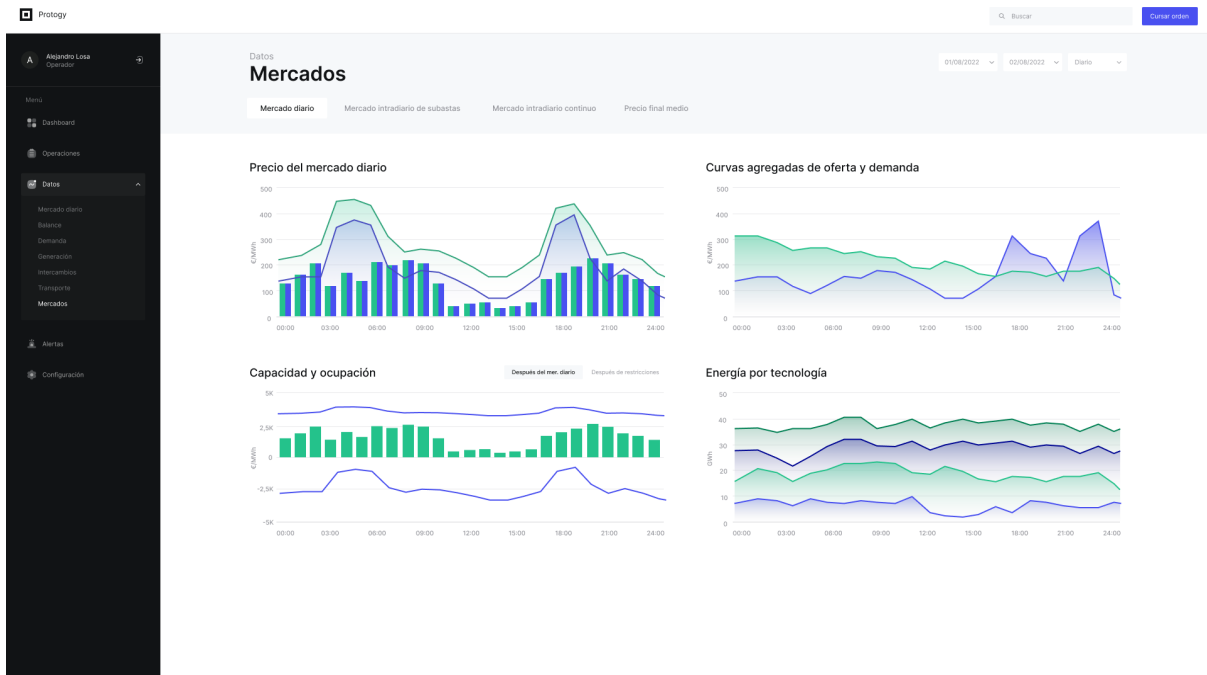 Protogy
Buscar
Cursar orden
A
Alejandro Losa
Operador
Menú
Dashboard
Operaciones
Datos
Mercado diario
Balance
Demanda
Generación
Intercambios
Transporte
Mercados
Alertas
Configuración
Datos
Mercados
01/08/2022
02/08/2022
Diario
Mercado diario
Mercado intradiario de subastas
Mercado intradiario continuo
Precio final medio
Precio del mercado diario
500
400
300
200
100
0
€/MWh
00:00 03:00 06:00 09:00 12:00 15:00 18:00 21:00 24:00
Curvas agregadas de oferta y demanda
500
400
300
200
100
0
€/MWh
00:00 03:00 06:00 09:00 12:00 15:00 18:00 21:00 24:00
Capacidad y ocupación
Después del mer. diario
Después de restricciones
5K
2,5K
0
-2,5K
-5K
€/MWh
00:00 03:00 06:00 09:00 12:00 15:00 18:00 21:00 24:00
Energía por tecnología
50
40
30
20
10
0
GWh
00:00 03:00 06:00 09:00 12:00 15:00 18:00 21:00 24:00